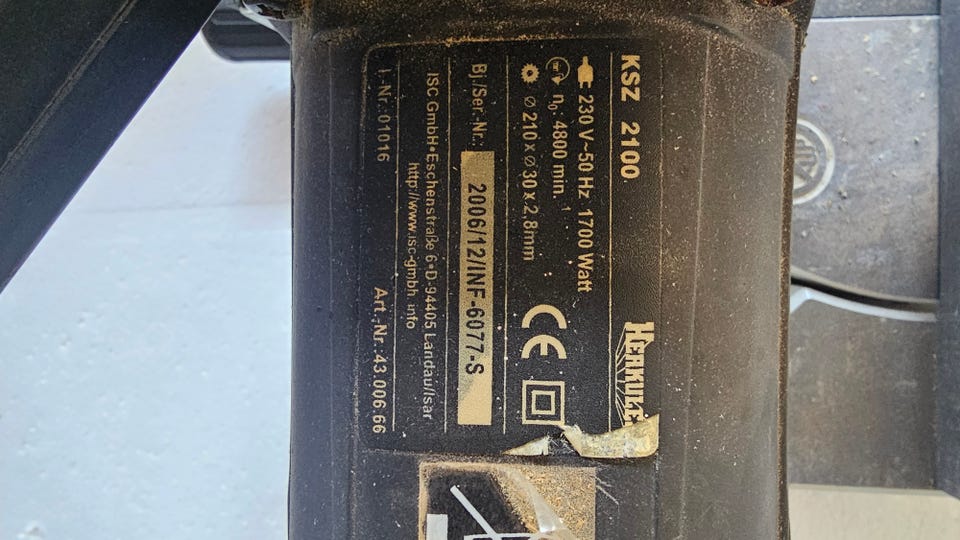 KSZ 2100
HERKULES
230 V~50 Hz 1700 Watt
n₀: 4800 min.⁻¹
Ø 210 x Ø 30 x 2,8mm
CE
Bj./Ser.-Nr.: 2006/12/INF-6077-S
ISC GmbH•Eschenstraße 6•D-94405 Landau/Isar
http://www.isc-gmbh.info
I.-Nr.:01016 Art.-Nr.:43.006.66